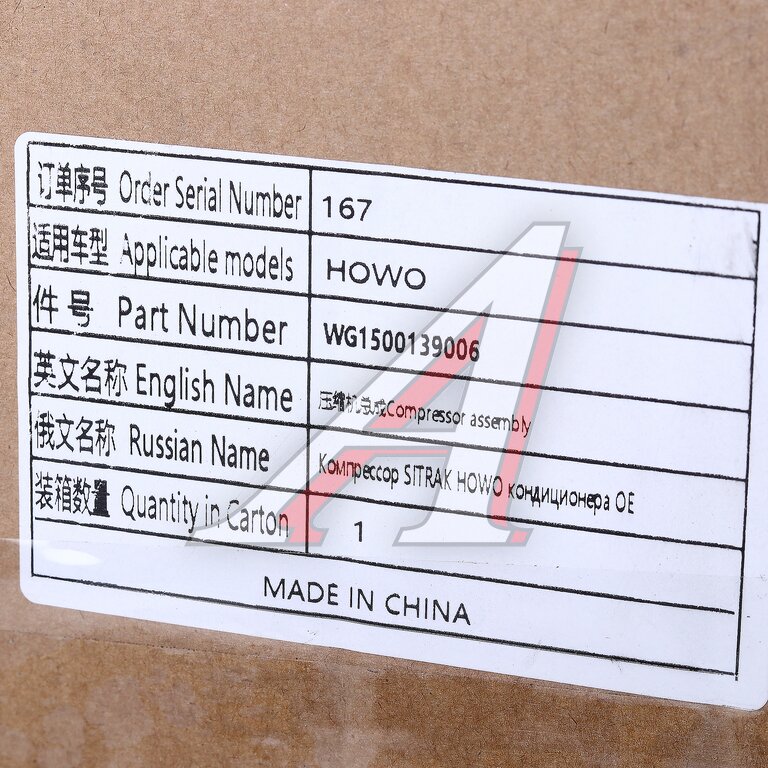 订单序号 Order Serial Number 167
适用车型 Applicable models HOWO
件号 Part Number WG1500139006
英文名称 English Name 压缩机总成Compressor assembly
俄文名称 Russian Name Компрессор SITRAK HOWO кондиционера OE
装箱数量 Quantity in Carton 1
MADE IN CHINA